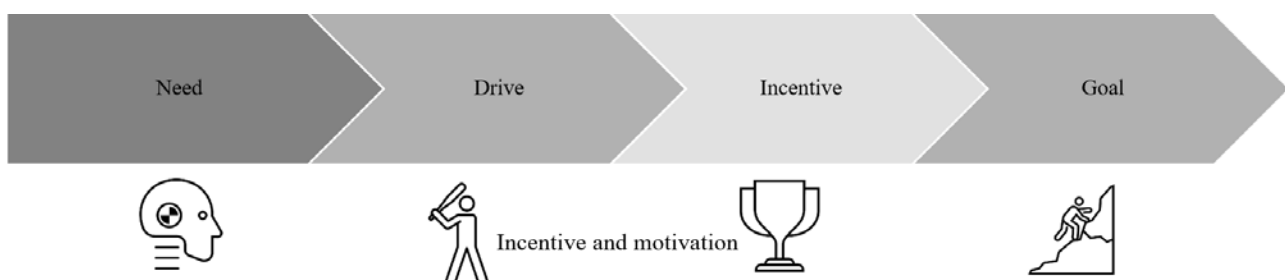 Need
Drive
Incentive
Goal
Incentive and motivation